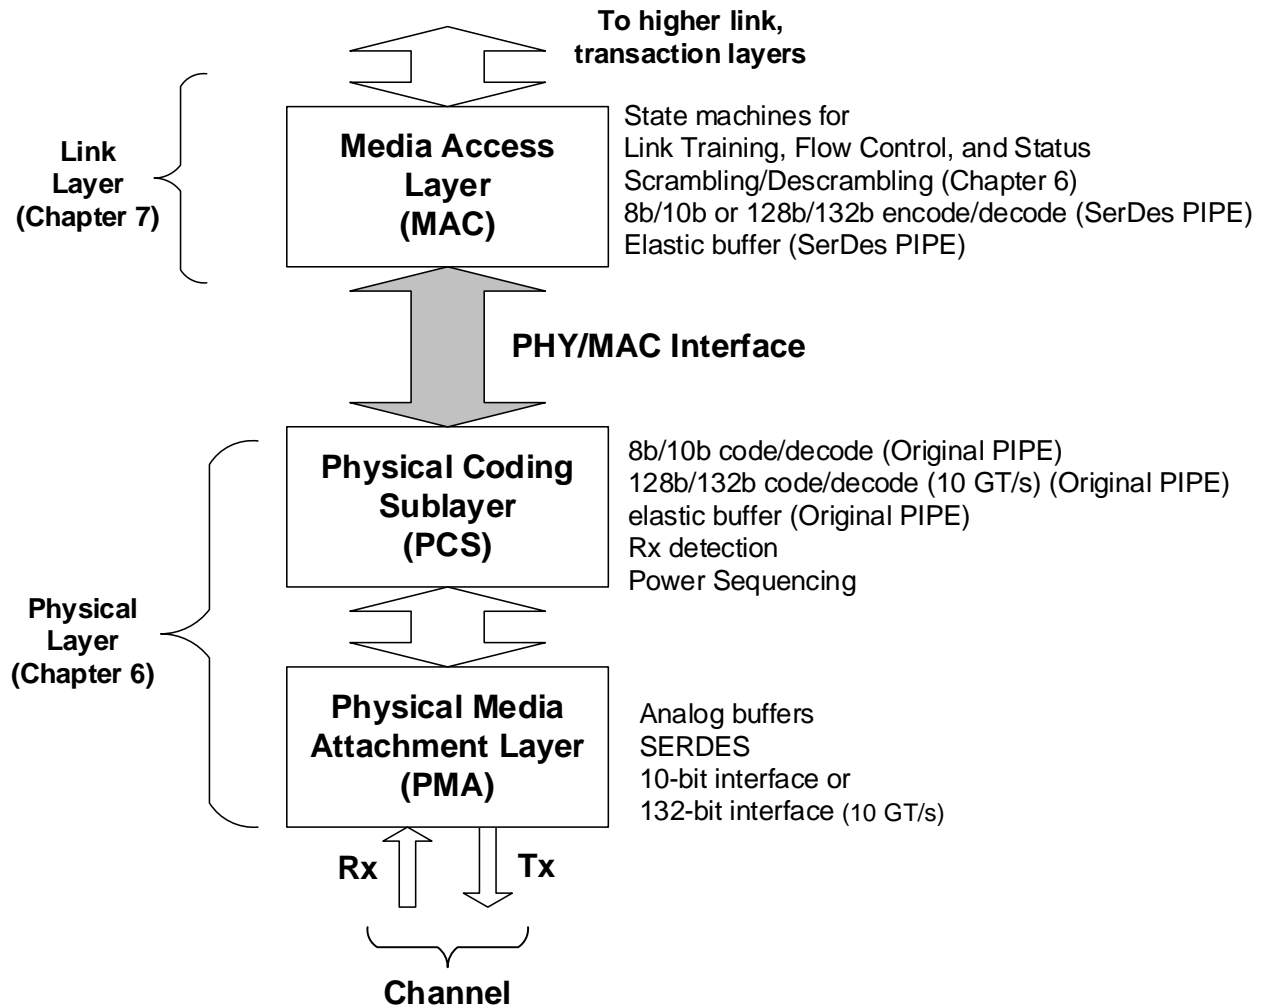 To higher link,
transaction layers
Link
Layer
(Chapter 7)
Media Access
Layer
(MAC)
State machines for
Link Training, Flow Control, and Status
Scrambling/Descrambling (Chapter 6)
8b/10b or 128b/132b encode/decode (SerDes PIPE)
Elastic buffer (SerDes PIPE)
PHY/MAC Interface
Physical
Layer
(Chapter 6)
Physical Coding
Sublayer
(PCS)
8b/10b code/decode (Original PIPE)
128b/132b code/decode (10 GT/s) (Original PIPE)
elastic buffer (Original PIPE)
Rx detection
Power Sequencing
Physical Media
Attachment Layer
(PMA)
Analog buffers
SERDES
10-bit interface or
132-bit interface (10 GT/s)
Rx
Tx
Channel